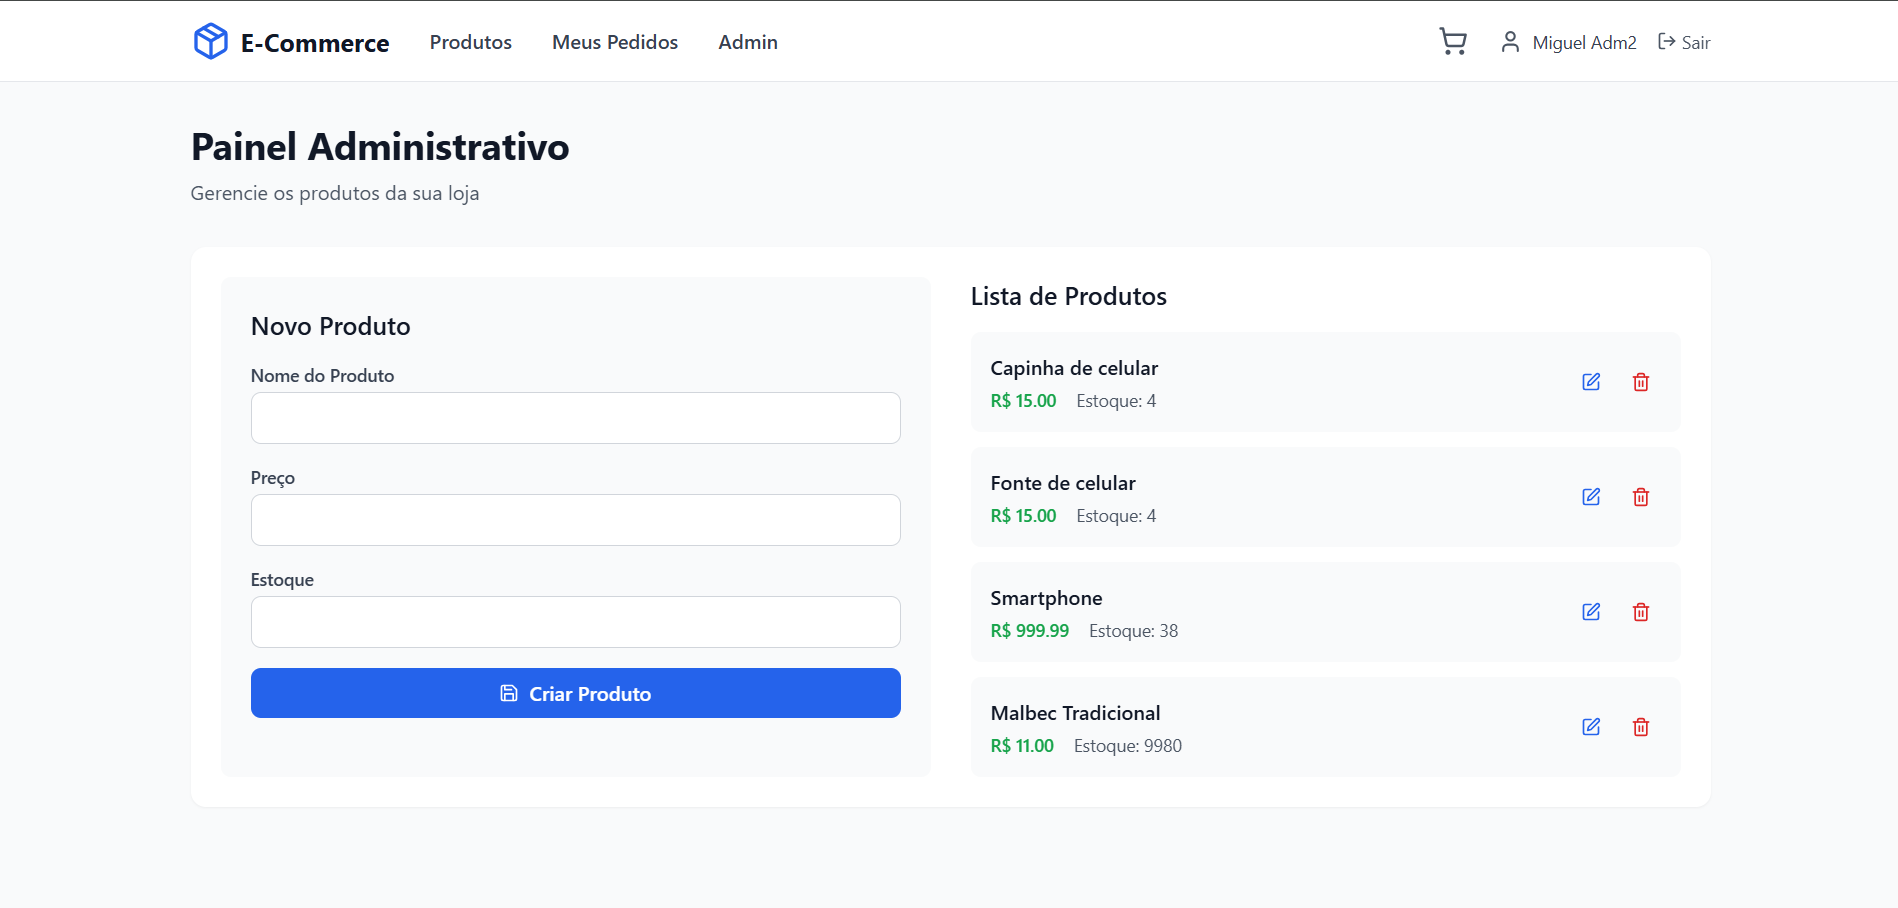 E-Commerce Produtos Meus Pedidos Admin Miguel Adm2 Sair
Painel Administrativo
Gerencie os produtos da sua loja
Novo Produto
Nome do Produto
Preço
Estoque
Criar Produto
Lista de Produtos
Capinha de celular
R$ 15.00 Estoque: 4
Fonte de celular
R$ 15.00 Estoque: 4
Smartphone
R$ 999.99 Estoque: 38
Malbec Tradicional
R$ 11.00 Estoque: 9980